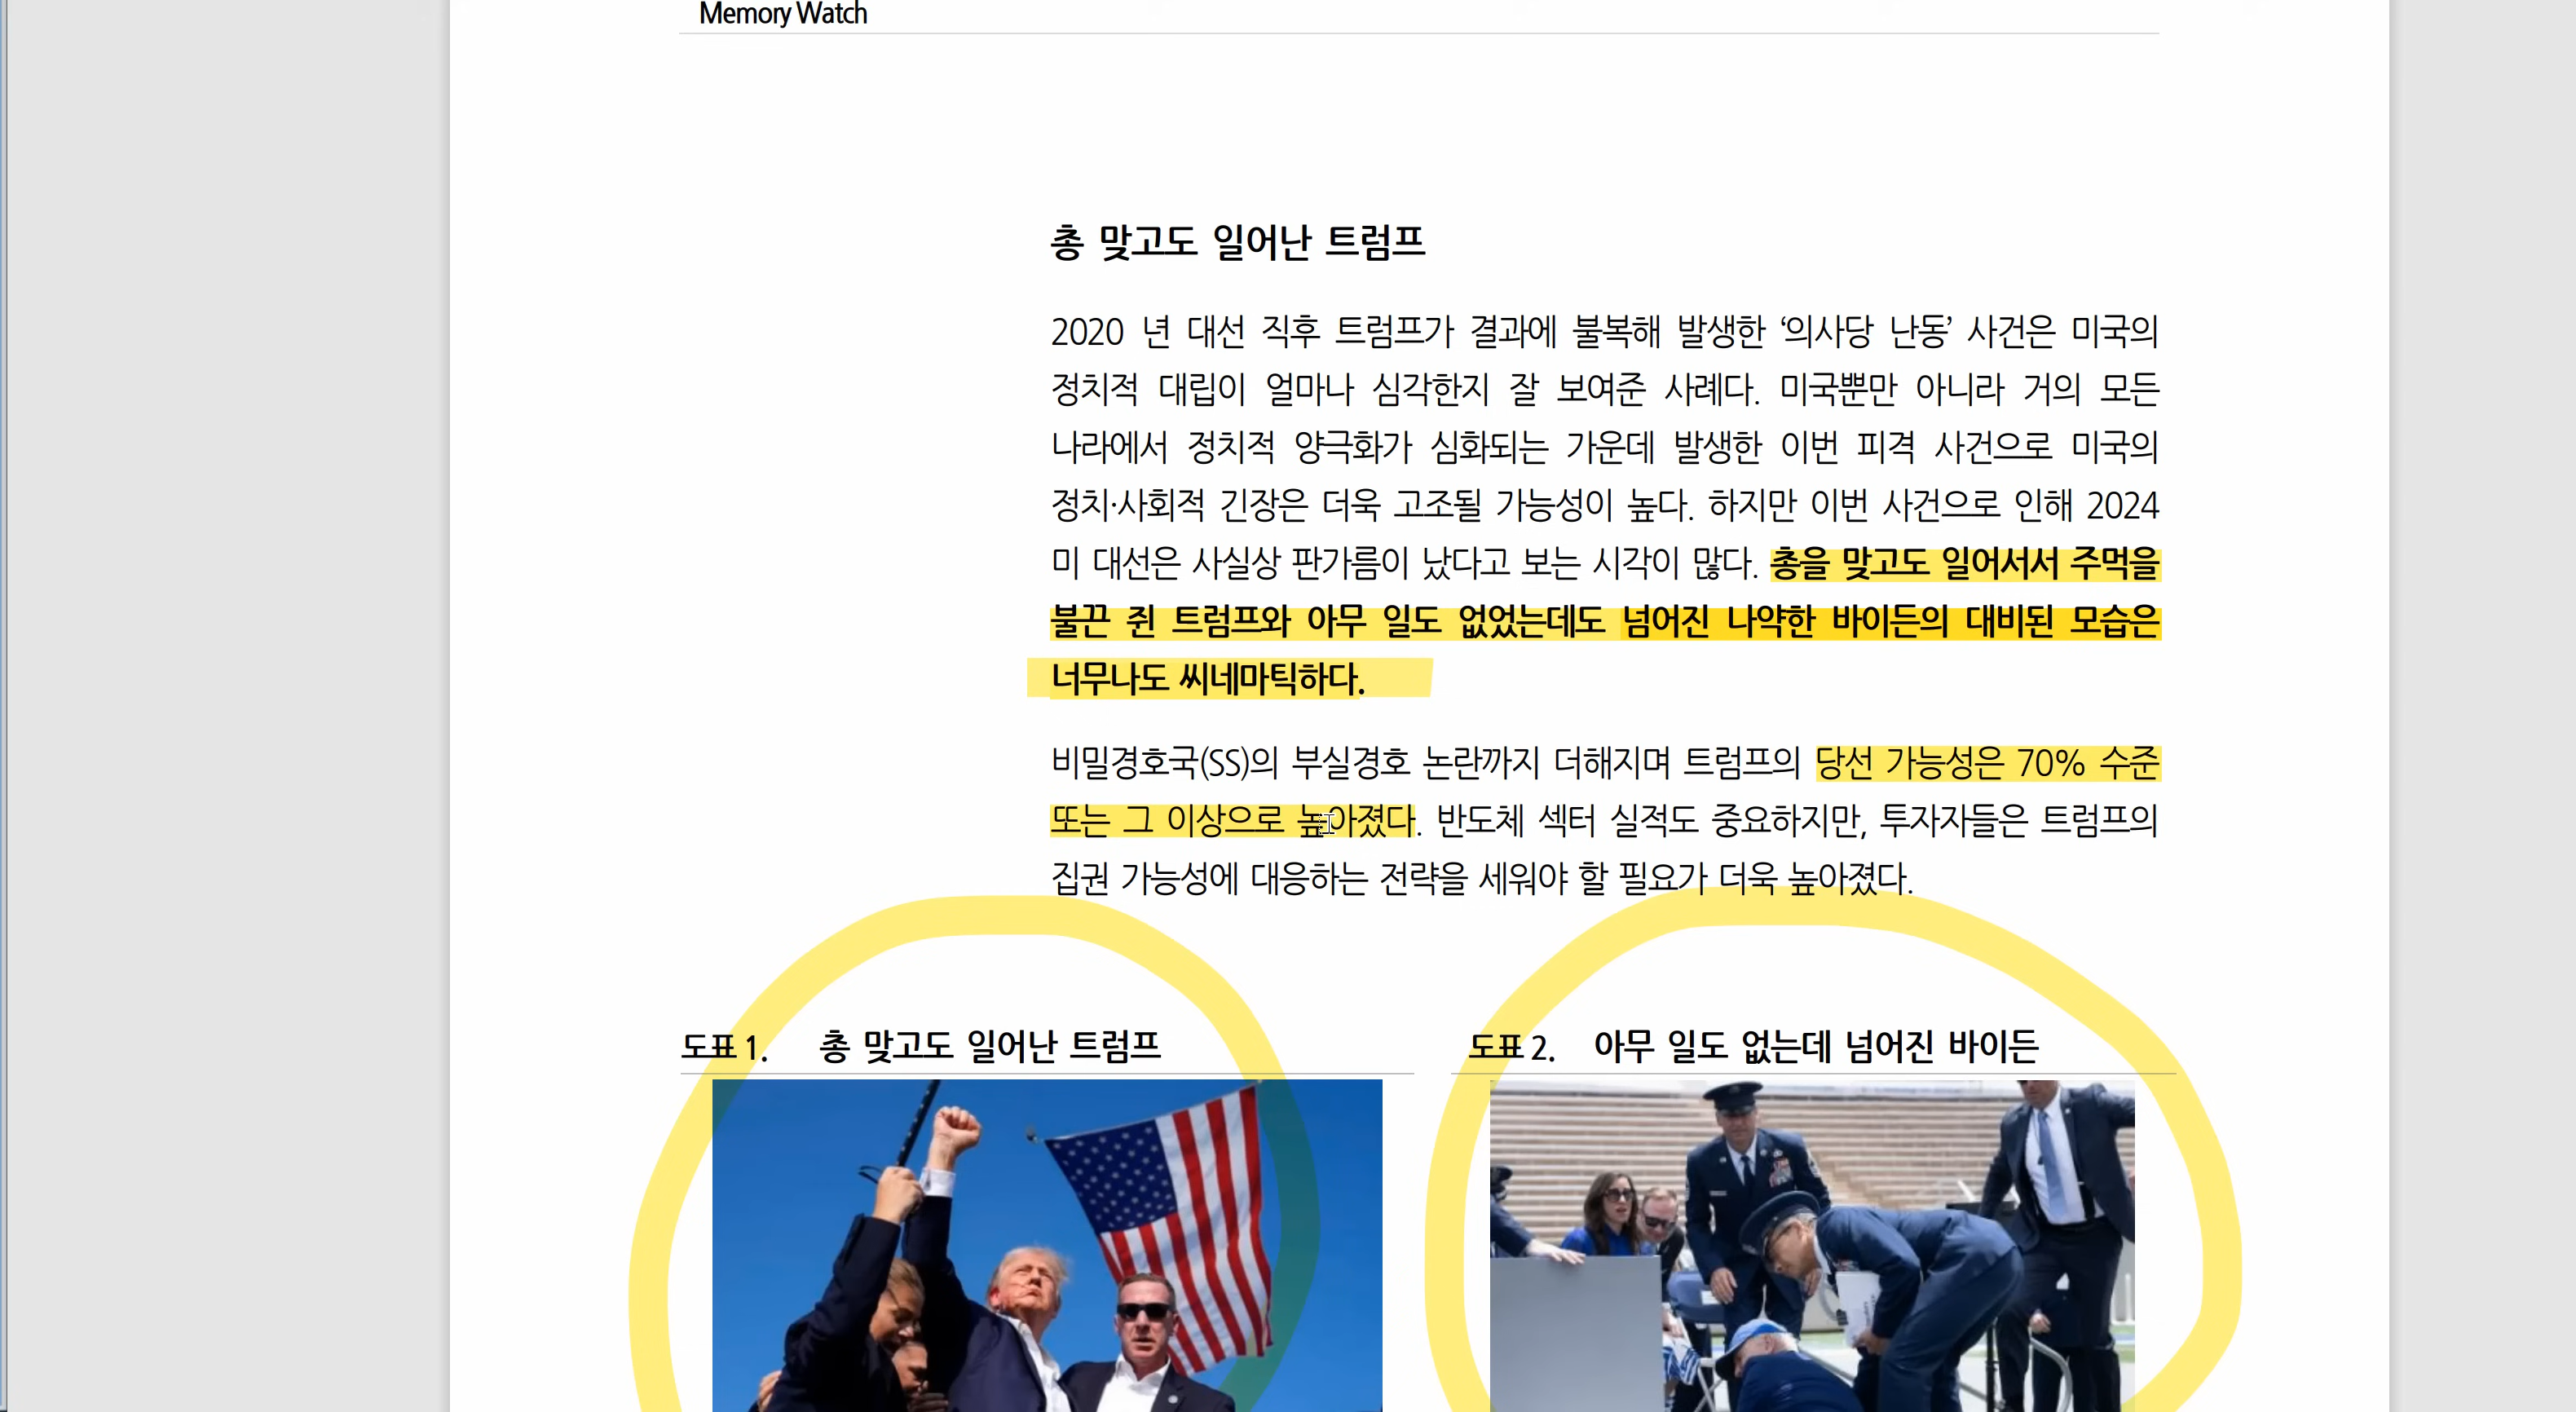 Memory Watch
총 맞고도 일어난 트럼프
2020 년 대선 직후 트럼프가 결과에 불복해 발생한 ‘의사당 난동’ 사건은 미국의
정치적 대립이 얼마나 심각한지 잘 보여준 사례다. 미국뿐만 아니라 거의 모든
나라에서 정치적 양극화가 심화되는 가운데 발생한 이번 피격 사건으로 미국의
정치·사회적 긴장은 더욱 고조될 가능성이 높다. 하지만 이번 사건으로 인해 2024
미 대선은 사실상 판가름이 났다고 보는 시각이 많다. 총을 맞고도 일어서서 주먹을
불끈 쥔 트럼프와 아무 일도 없었는데도 넘어진 나약한 바이든의 대비된 모습은
너무나도 씨네마틱하다.
비밀경호국(SS)의 부실경호 논란까지 더해지며 트럼프의 당선 가능성은 70% 수준
또는 그 이상으로 높아졌다. 반도체 섹터 실적도 중요하지만, 투자자들은 트럼프의
집권 가능성에 대응하는 전략을 세워야 할 필요가 더욱 높아졌다.
도표 1. 총 맞고도 일어난 트럼프
도표 2. 아무 일도 없는데 넘어진 바이든